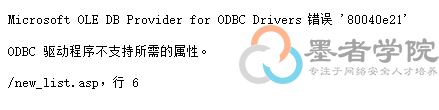 Microsoft OLE DB Provider for ODBC Drivers 错误 '80040e21'
ODBC 驱动程序不支持所需的属性。
/new_list.asp，行 6
墨者学院
专注于网络安全人才培养